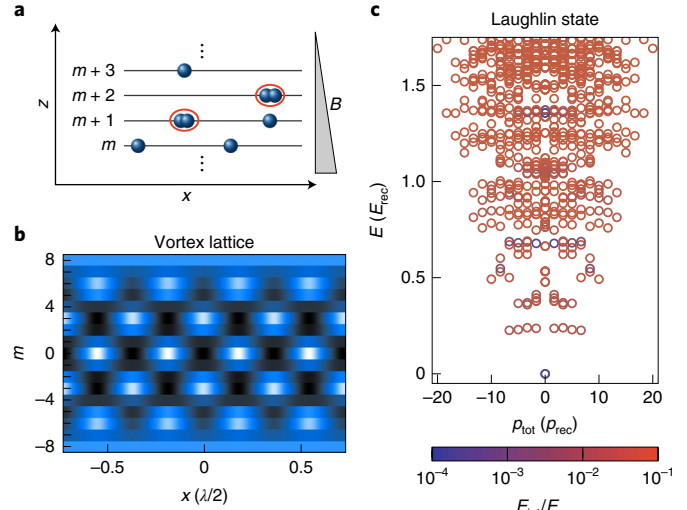 a
z
⋮
m + 3
m + 2
m + 1
m
⋮
x
B
b
Vortex lattice
m
8
4
0
−4
−8
−0.5 0 0.5
x (λ/2)
c
Laughlin state
E (E_rec)
1.5
1.0
0.5
0
−20 −10 0 10 20
p_tot (p_rec)
10⁻⁴ 10⁻³ 10⁻² 10⁻¹